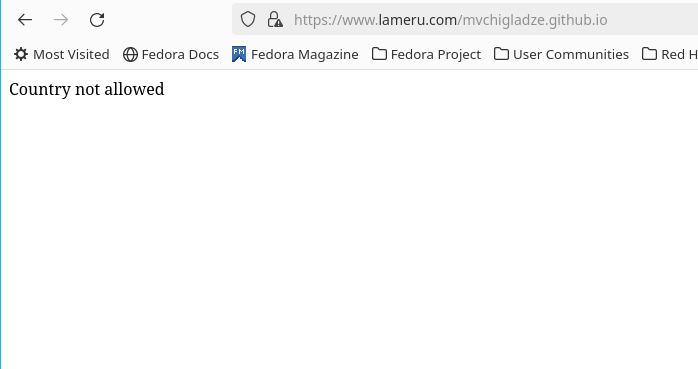 https://www.lameru.com/mvchigladze.github.io
Most Visited Fedora Docs FM Fedora Magazine Fedora Project User Communities Red H
Country not allowed